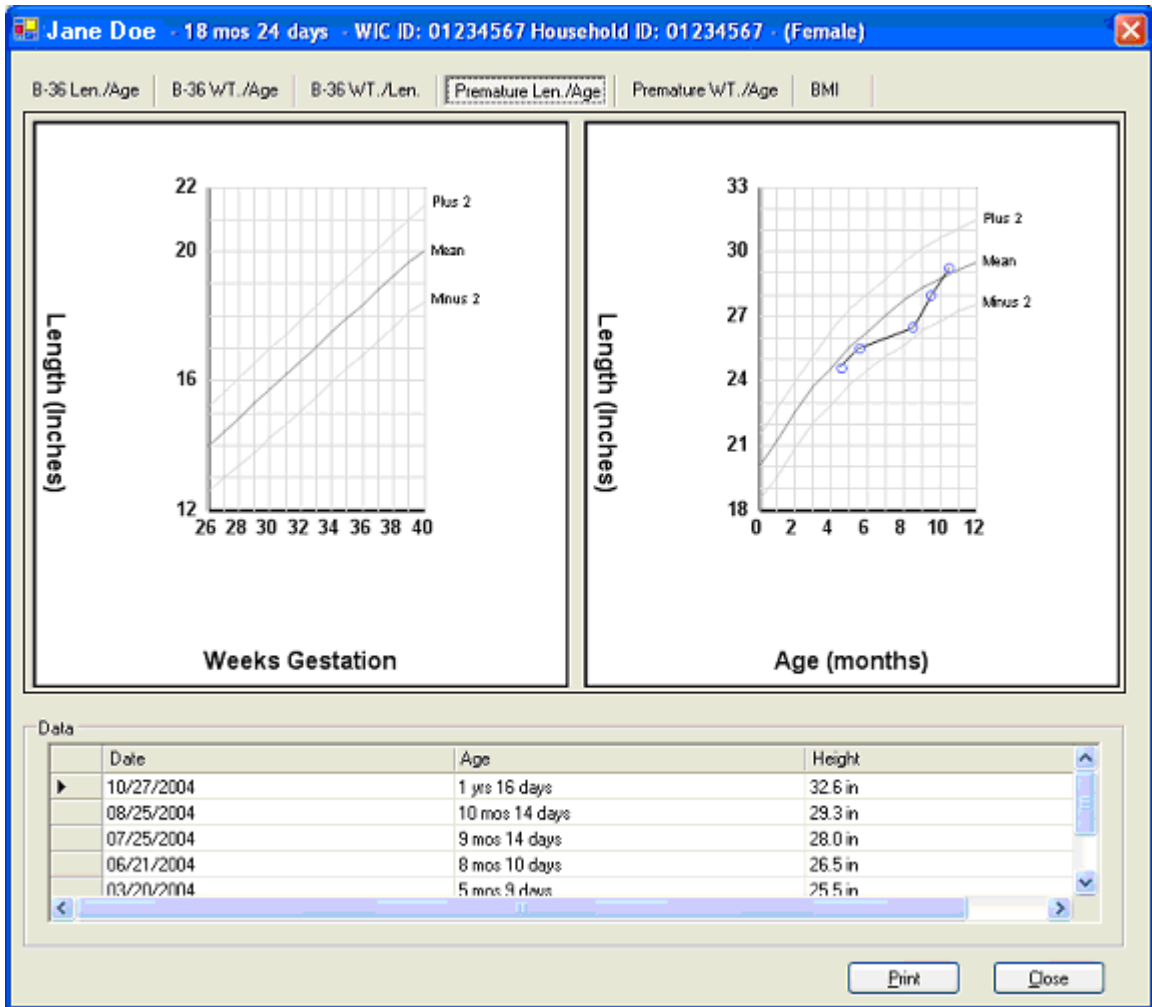 Jane Doe - 18 mos 24 days - WIC ID: 01234567 Household ID: 01234567 - (Female)
B-36 Len./Age B-36 WT./Age B-36 WT./Len. Premature Len./Age Premature WT./Age BMI
Length (Inches)
22
20
16
12
Plus 2
Mean
Minus 2
26 28 30 32 34 36 38 40
Weeks Gestation
Length (Inches)
33
30
27
24
21
18
Plus 2
Mean
Minus 2
0 2 4 6 8 10 12
Age (months)
Data
Date Age Height
10/27/2004 1 yrs 16 days 32.6 in
08/25/2004 10 mos 14 days 29.3 in
07/25/2004 9 mos 14 days 28.0 in
06/21/2004 8 mos 10 days 26.5 in
03/20/2004 5 mos 9 days 25.5 in
Print Close